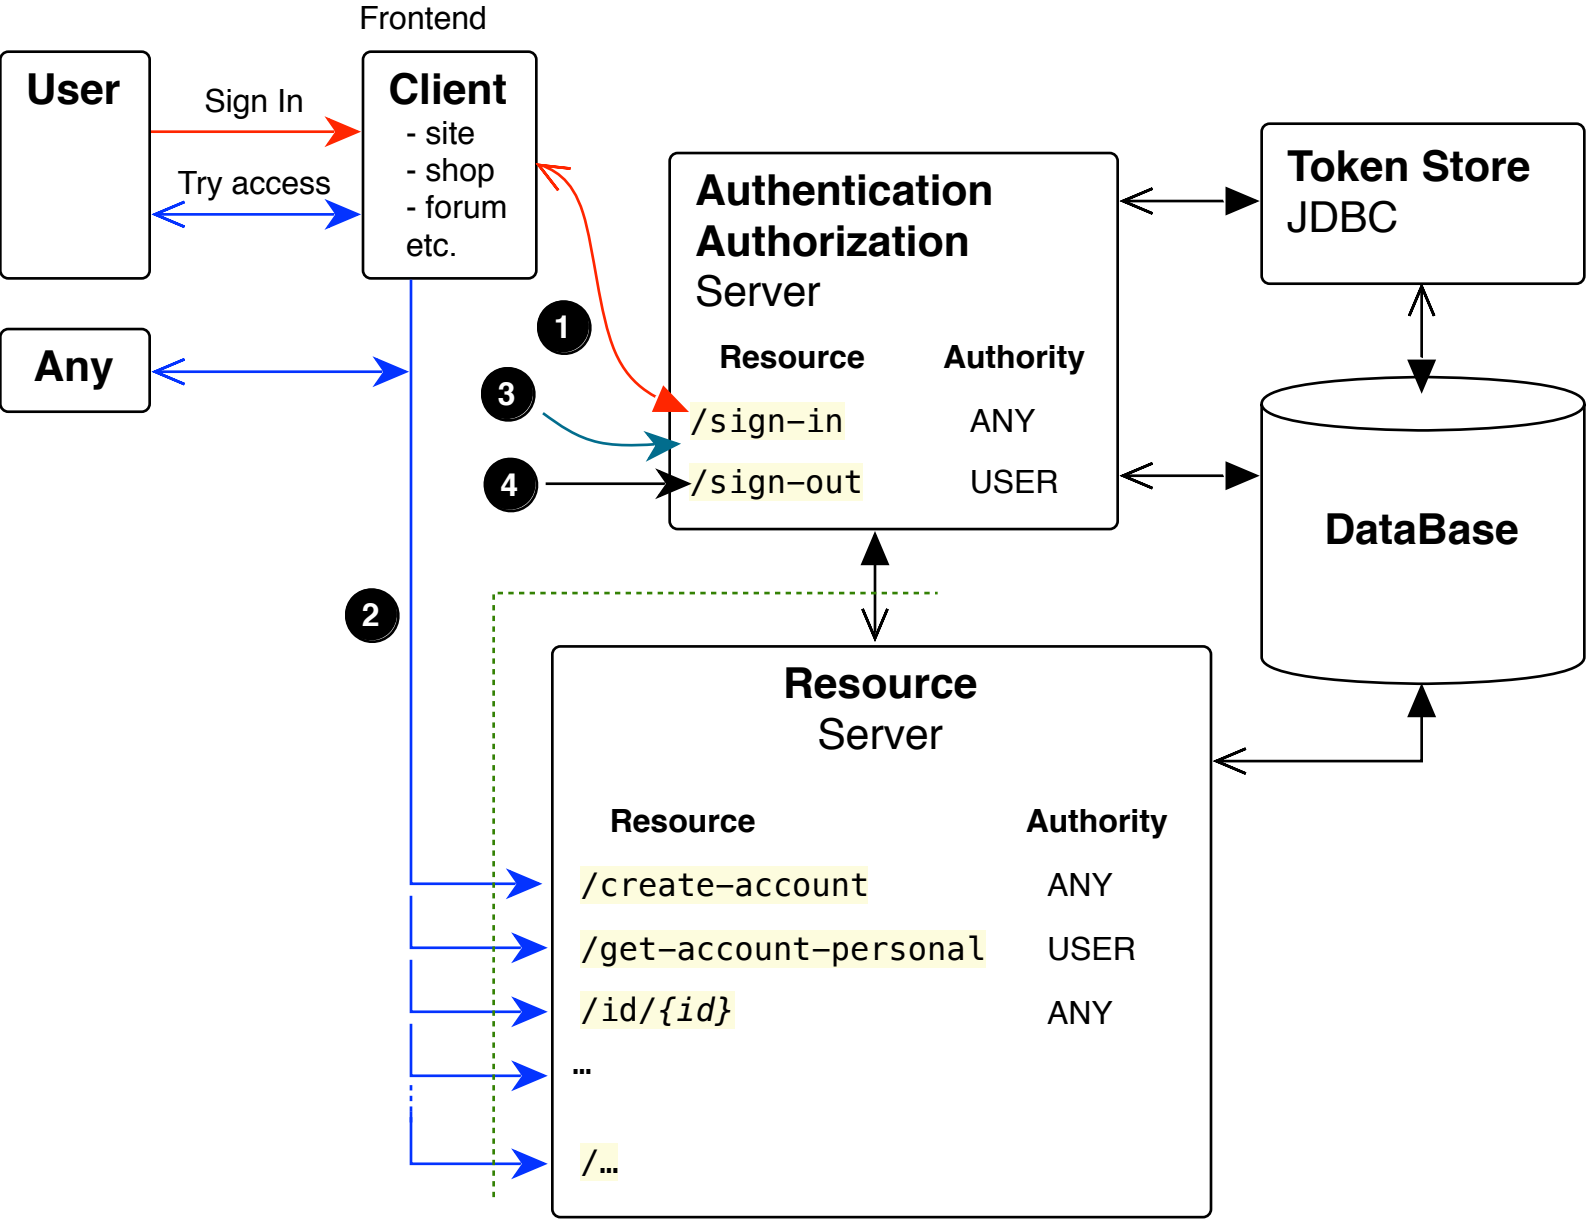 Frontend
User
Sign In
Try access
Client
- site
- shop
- forum
etc.
Any
1
3
4
2
Authentication
Authorization
Server
Resource Authority
/sign-in ANY
/sign-out USER
Token Store
JDBC
DataBase
Resource
Server
Resource Authority
/create-account ANY
/get-account-personal USER
/id/{id} ANY
…
/…